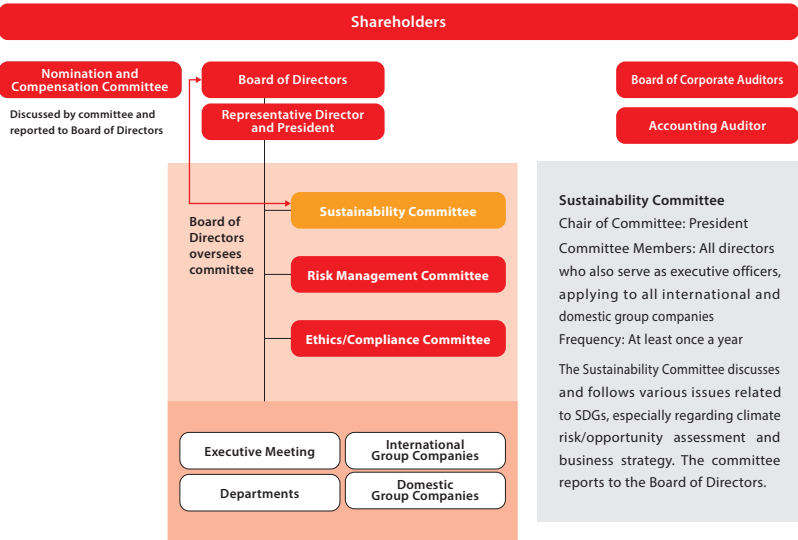 Shareholders
Nomination and
Compensation Committee
Discussed by committee and
reported to Board of Directors
Board of Directors
Representative Director
and President
Board of Corporate Auditors
Accounting Auditor
Board of
Directors
oversees
committee
Sustainability Committee
Risk Management Committee
Ethics/Compliance Committee
Executive Meeting
International
Group Companies
Departments
Domestic
Group Companies
Sustainability Committee
Chair of Committee: President
Committee Members: All directors
who also serve as executive officers,
applying to all international and
domestic group companies
Frequency: At least once a year
The Sustainability Committee discusses
and follows various issues related
to SDGs, especially regarding climate
risk/opportunity assessment and
business strategy. The committee
reports to the Board of Directors.